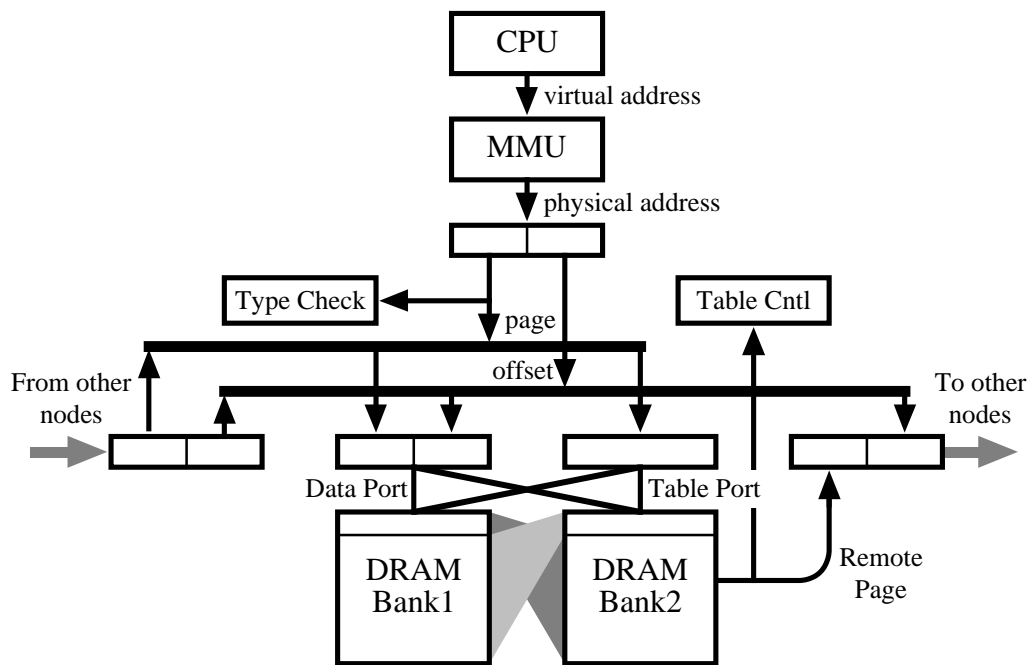 CPU
virtual address
MMU
physical address
Type Check
Table Cntl
page
offset
From other
nodes
To other
nodes
Data Port
Table Port
DRAM
Bank1
DRAM
Bank2
Remote
Page